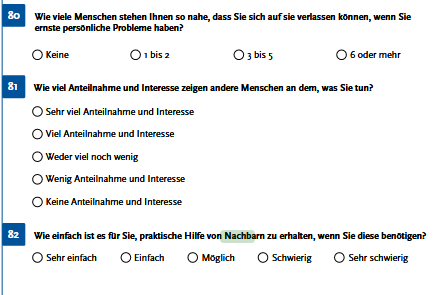 80 Wie viele Menschen stehen Ihnen so nahe, dass Sie sich auf sie verlassen können, wenn Sie
ernste persönliche Probleme haben?
Keine 1 bis 2 3 bis 5 6 oder mehr
81 Wie viel Anteilnahme und Interesse zeigen andere Menschen an dem, was Sie tun?
Sehr viel Anteilnahme und Interesse
Viel Anteilnahme und Interesse
Weder viel noch wenig
Wenig Anteilnahme und Interesse
Keine Anteilnahme und Interesse
82 Wie einfach ist es für Sie, praktische Hilfe von Nachbarn zu erhalten, wenn Sie diese benötigen?
Sehr einfach Einfach Möglich Schwierig Sehr schwierig